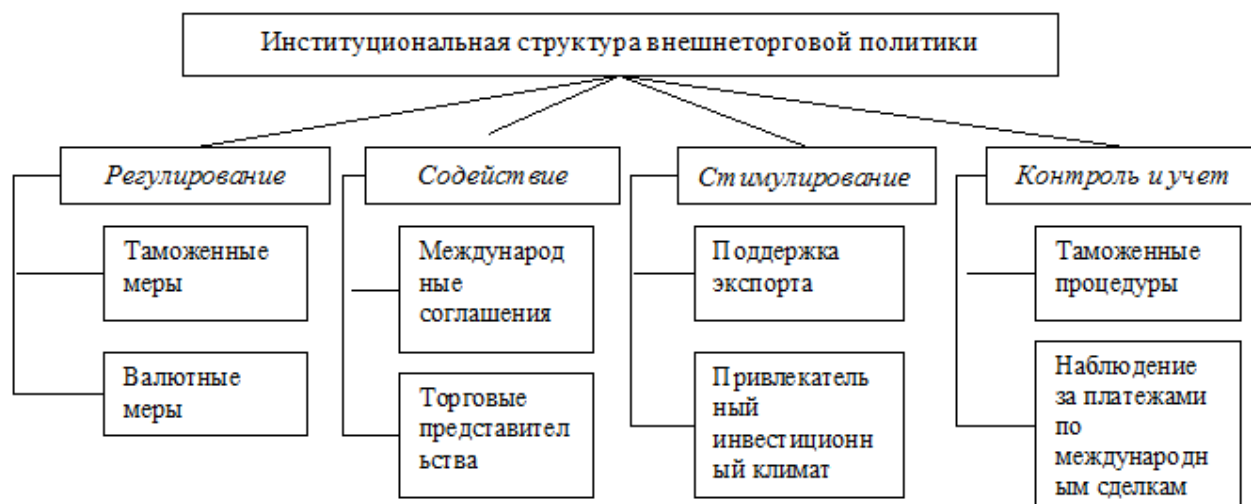 Институциональная структура внешнеторговой политики
Регулирование
Содействие
Стимулирование
Контроль и учет
Таможенные
меры
Валютные
меры
Международ
ные
соглашения
Торговые
представител
ьства
Поддержка
экспорта
Привлекатель
ный
инвестиционн
ый климат
Таможенные
процедуры
Наблюдение
за платежами
по
международн
ым сделкам